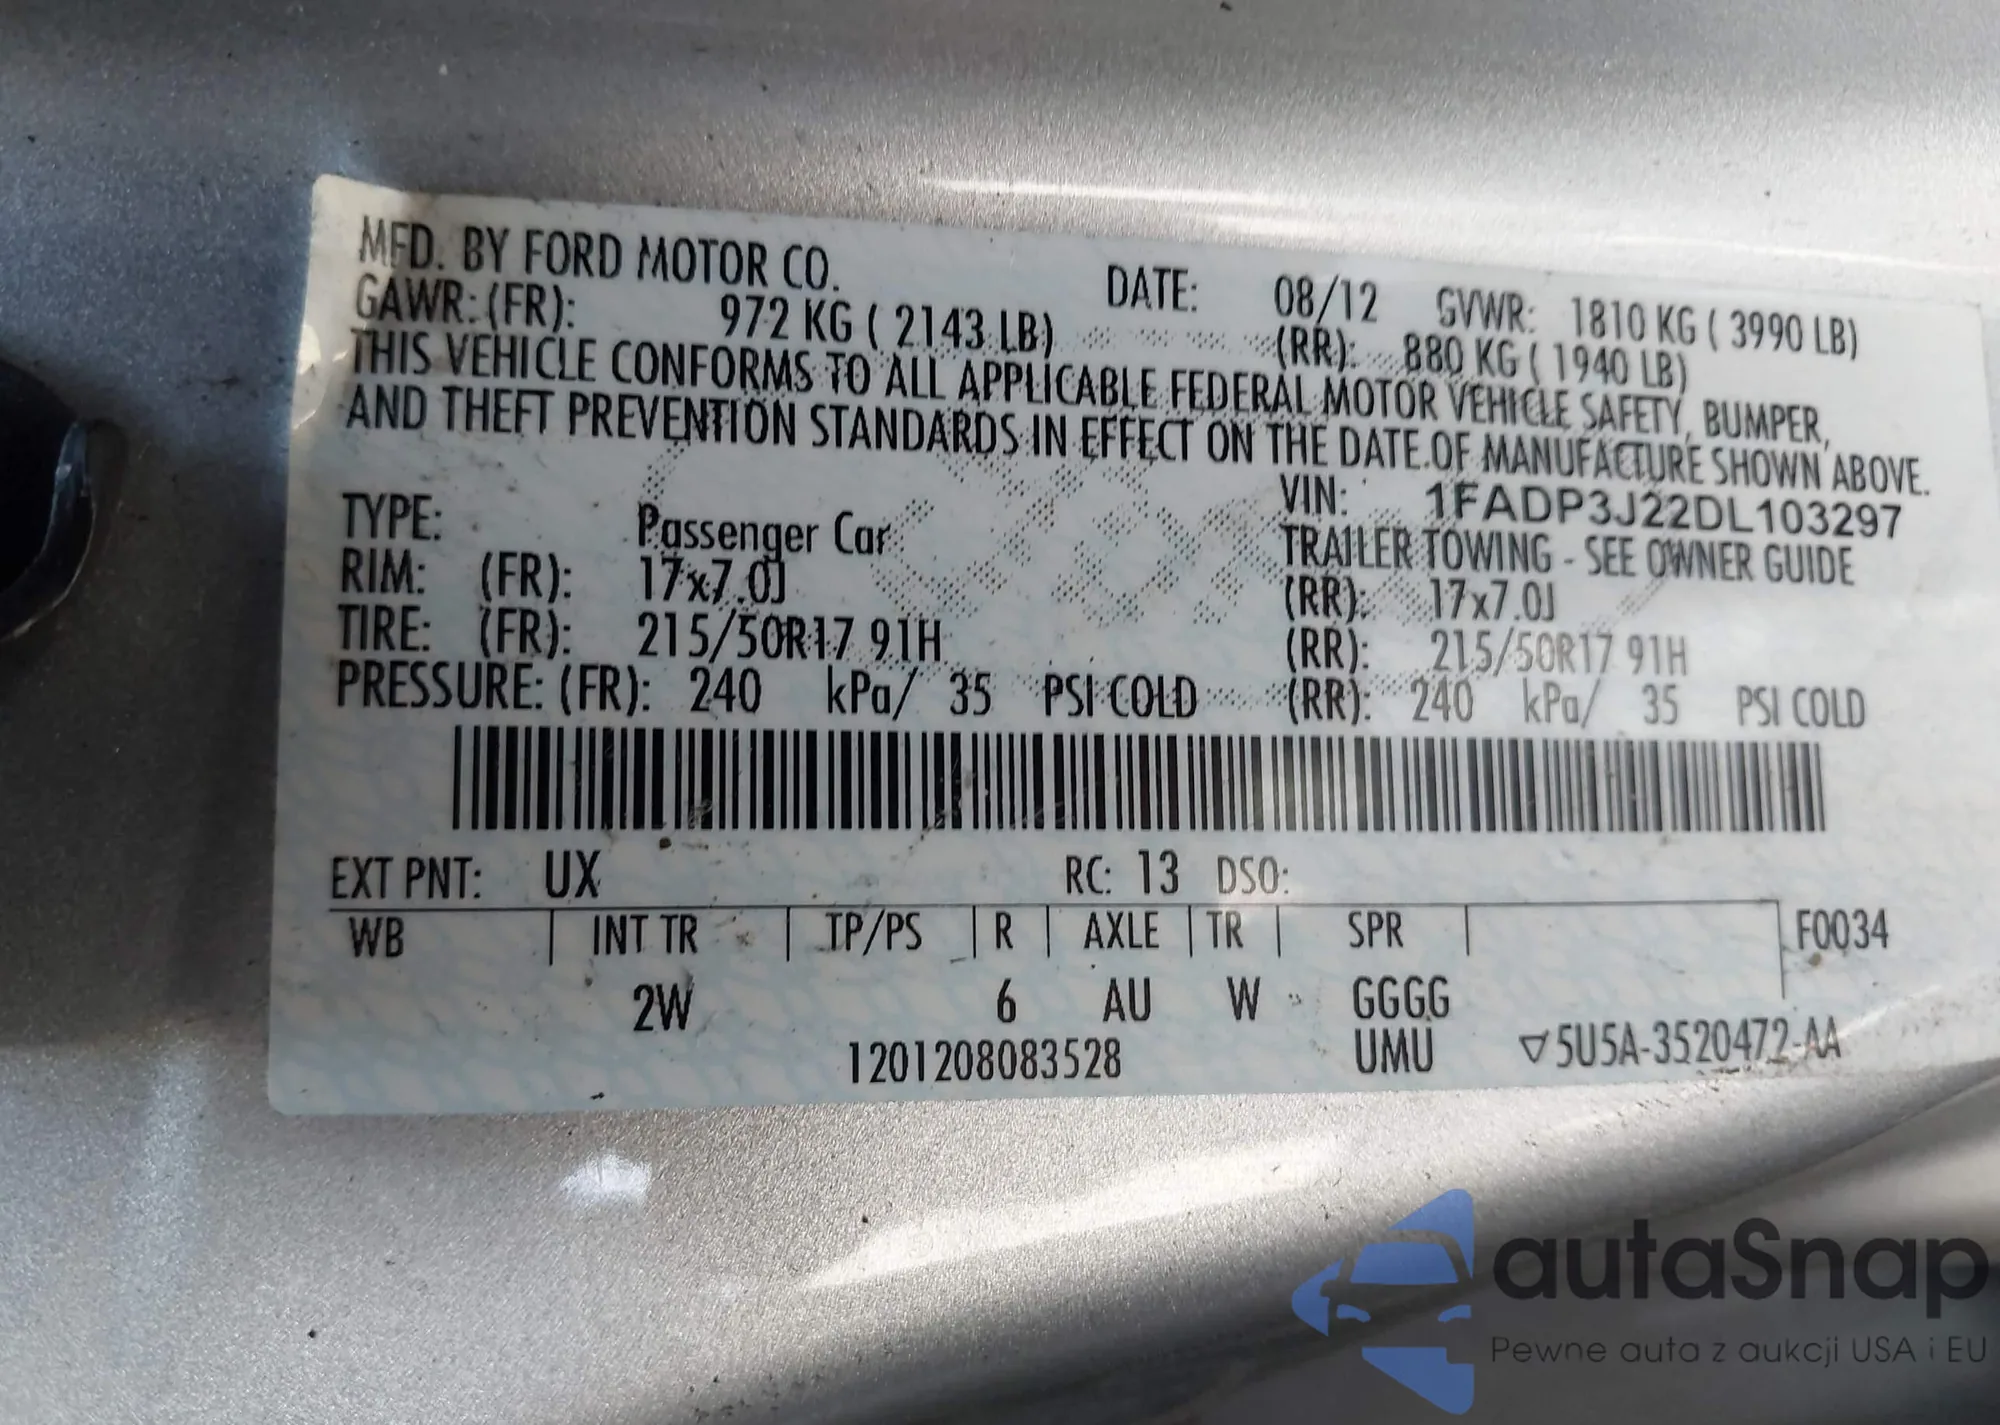 MFD. BY FORD MOTOR CO. DATE: 08/12 GVWR: 1810 KG ( 3990 LB)
GAWR: (FR): 972 KG ( 2143 LB) (RR): 880 KG ( 1940 LB)
THIS VEHICLE CONFORMS TO ALL APPLICABLE FEDERAL MOTOR VEHICLE SAFETY, BUMPER,
AND THEFT PREVENTION STANDARDS IN EFFECT ON THE DATE OF MANUFACTURE SHOWN ABOVE.
VIN: 1FADP3J22DL103297
TYPE: Passenger Car TRAILER TOWING - SEE OWNER GUIDE
RIM: (FR): 17x7.0J (RR): 17x7.0J
TIRE: (FR): 215/50R17 91H (RR): 215/50R17 91H
PRESSURE: (FR): 240 kPa/ 35 PSI COLD (RR): 240 kPa/ 35 PSI COLD
EXT PNT: UX RC: 13 DSO:
WB INT TR TP/PS R AXLE TR SPR F0034
2W 6 AU W GGGG
1201208083528 UMU ▽5U5A-3520472-AA
autaSnap
Pewne auta z aukcji USA i EU